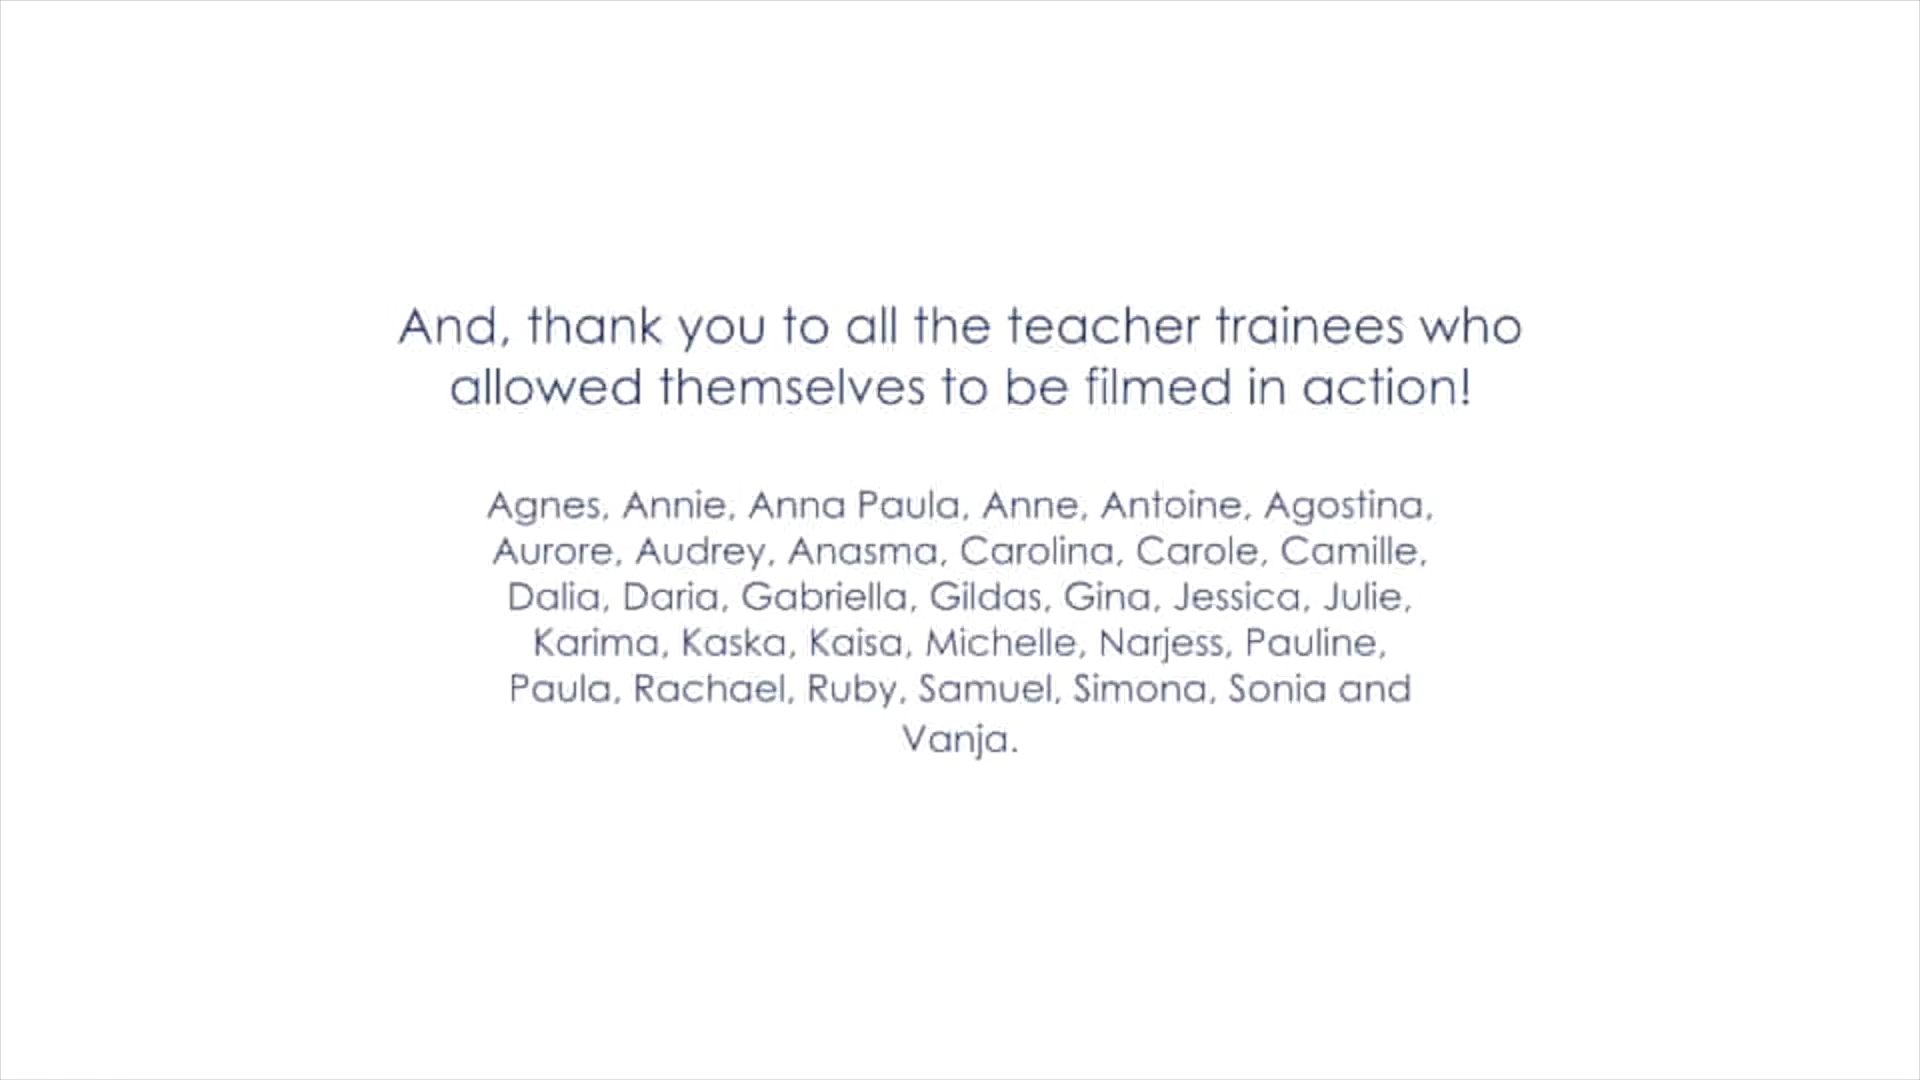 And, thank you to all the teacher trainees who
allowed themselves to be filmed in action!
Agnes, Annie, Anna Paula, Anne, Antoine, Agostina,
Aurore, Audrey, Anasma, Carolina, Carole, Camille,
Dalia, Daria, Gabriella, Gildas, Gina, Jessica, Julie,
Karima, Kaska, Kaisa, Michelle, Narjess, Pauline,
Paula, Rachael, Ruby, Samuel, Simona, Sonia and
Vanja.